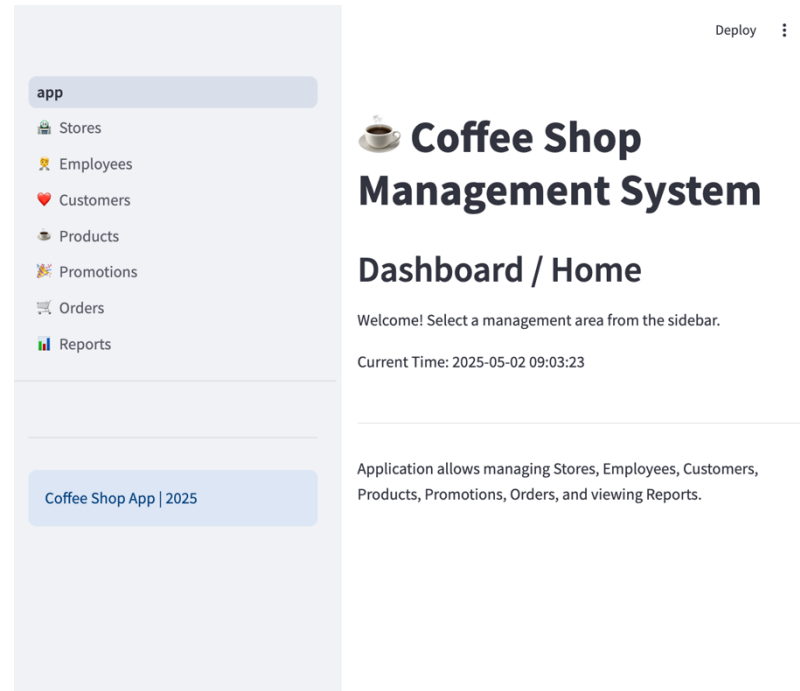 Deploy
app
Stores
Employees
Customers
Products
Promotions
Orders
Reports
Coffee Shop App | 2025
Coffee Shop
Management System
Dashboard / Home
Welcome! Select a management area from the sidebar.
Current Time: 2025-05-02 09:03:23
Application allows managing Stores, Employees, Customers,
Products, Promotions, Orders, and viewing Reports.